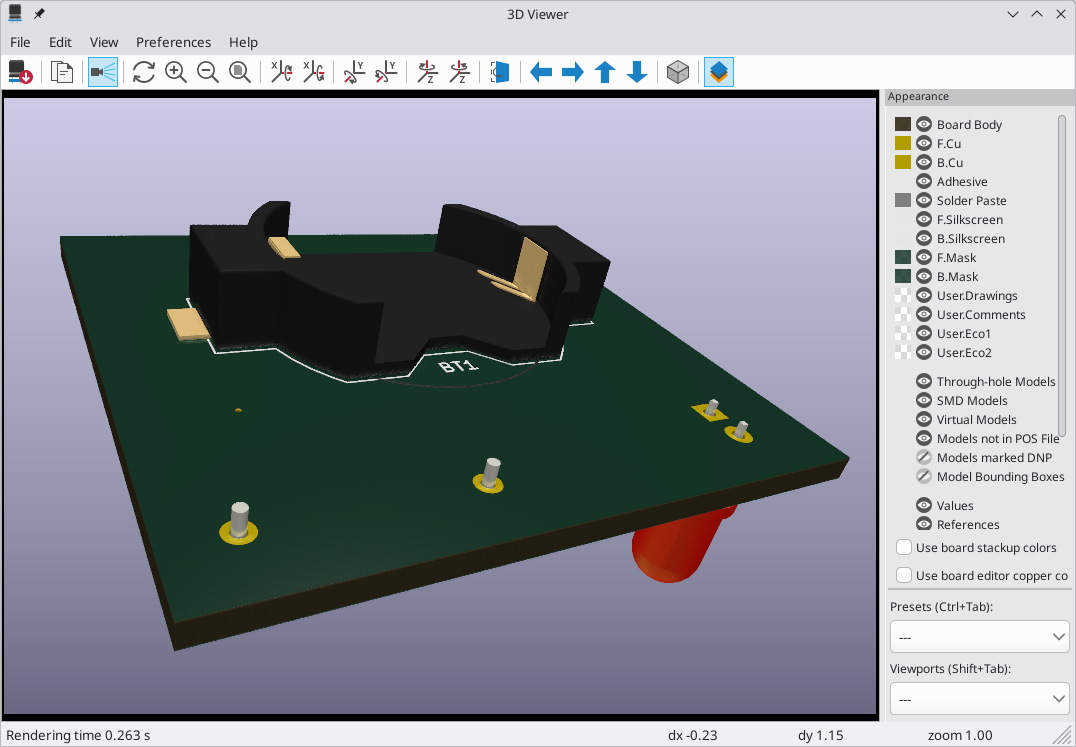 3D Viewer
File Edit View Preferences Help
Appearance
Board Body
F.Cu
B.Cu
Adhesive
Solder Paste
F.Silkscreen
B.Silkscreen
F.Mask
B.Mask
User.Drawings
User.Comments
User.Eco1
User.Eco2
Through-hole Models
SMD Models
Virtual Models
Models not in POS File
Models marked DNP
Model Bounding Boxes
Values
References
Use board stackup colors
Use board editor copper co
Presets (Ctrl+Tab):
---
Viewports (Shift+Tab):
---
BT1
Rendering time 0.263 s dx -0.23 dy 1.15 zoom 1.00